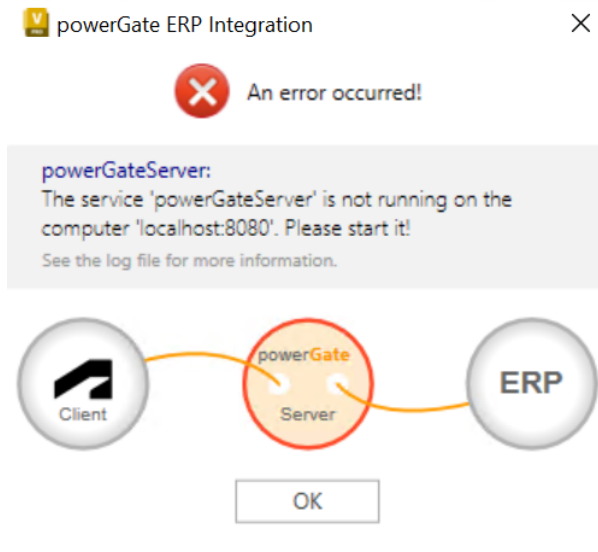 V
PRO
powerGate ERP Integration
An error occurred!
powerGateServer:
The service 'powerGateServer' is not running on the
computer 'localhost:8080'. Please start it!
See the log file for more information.
Client
powerGate
Server
ERP
OK